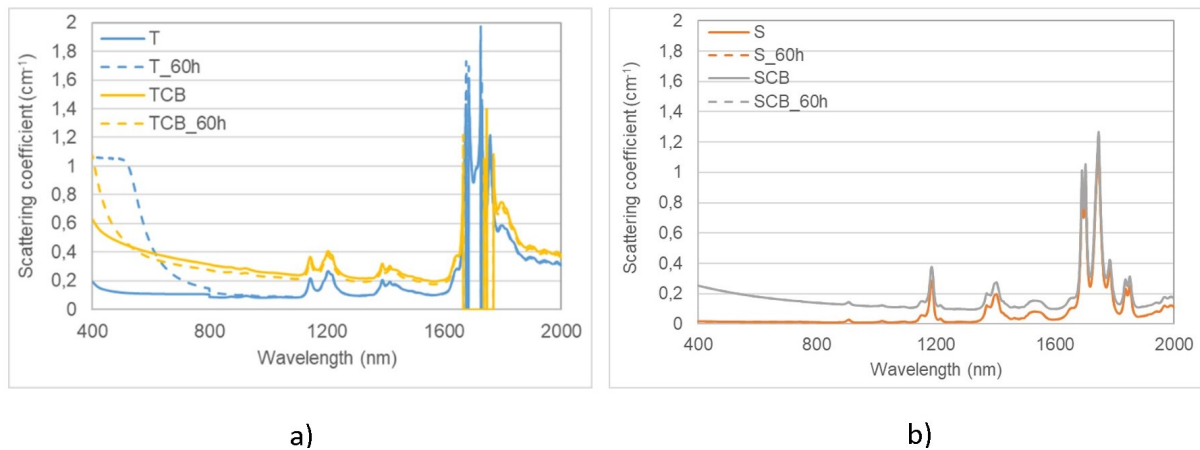 2
1,8
1,6
1,4
1,2
1
0,8
0,6
0,4
0,2
0
400
800
1200
1600
2000
Scattering coefficient (cm⁻¹)
Wavelength (nm)
T
T_60h
TCB
TCB_60h
a)
2
1,8
1,6
1,4
1,2
1
0,8
0,6
0,4
0,2
0
400
800
1200
1600
2000
Scattering coefficient (cm⁻¹)
Wavelength (nm)
S
S_60h
SCB
SCB_60h
b)